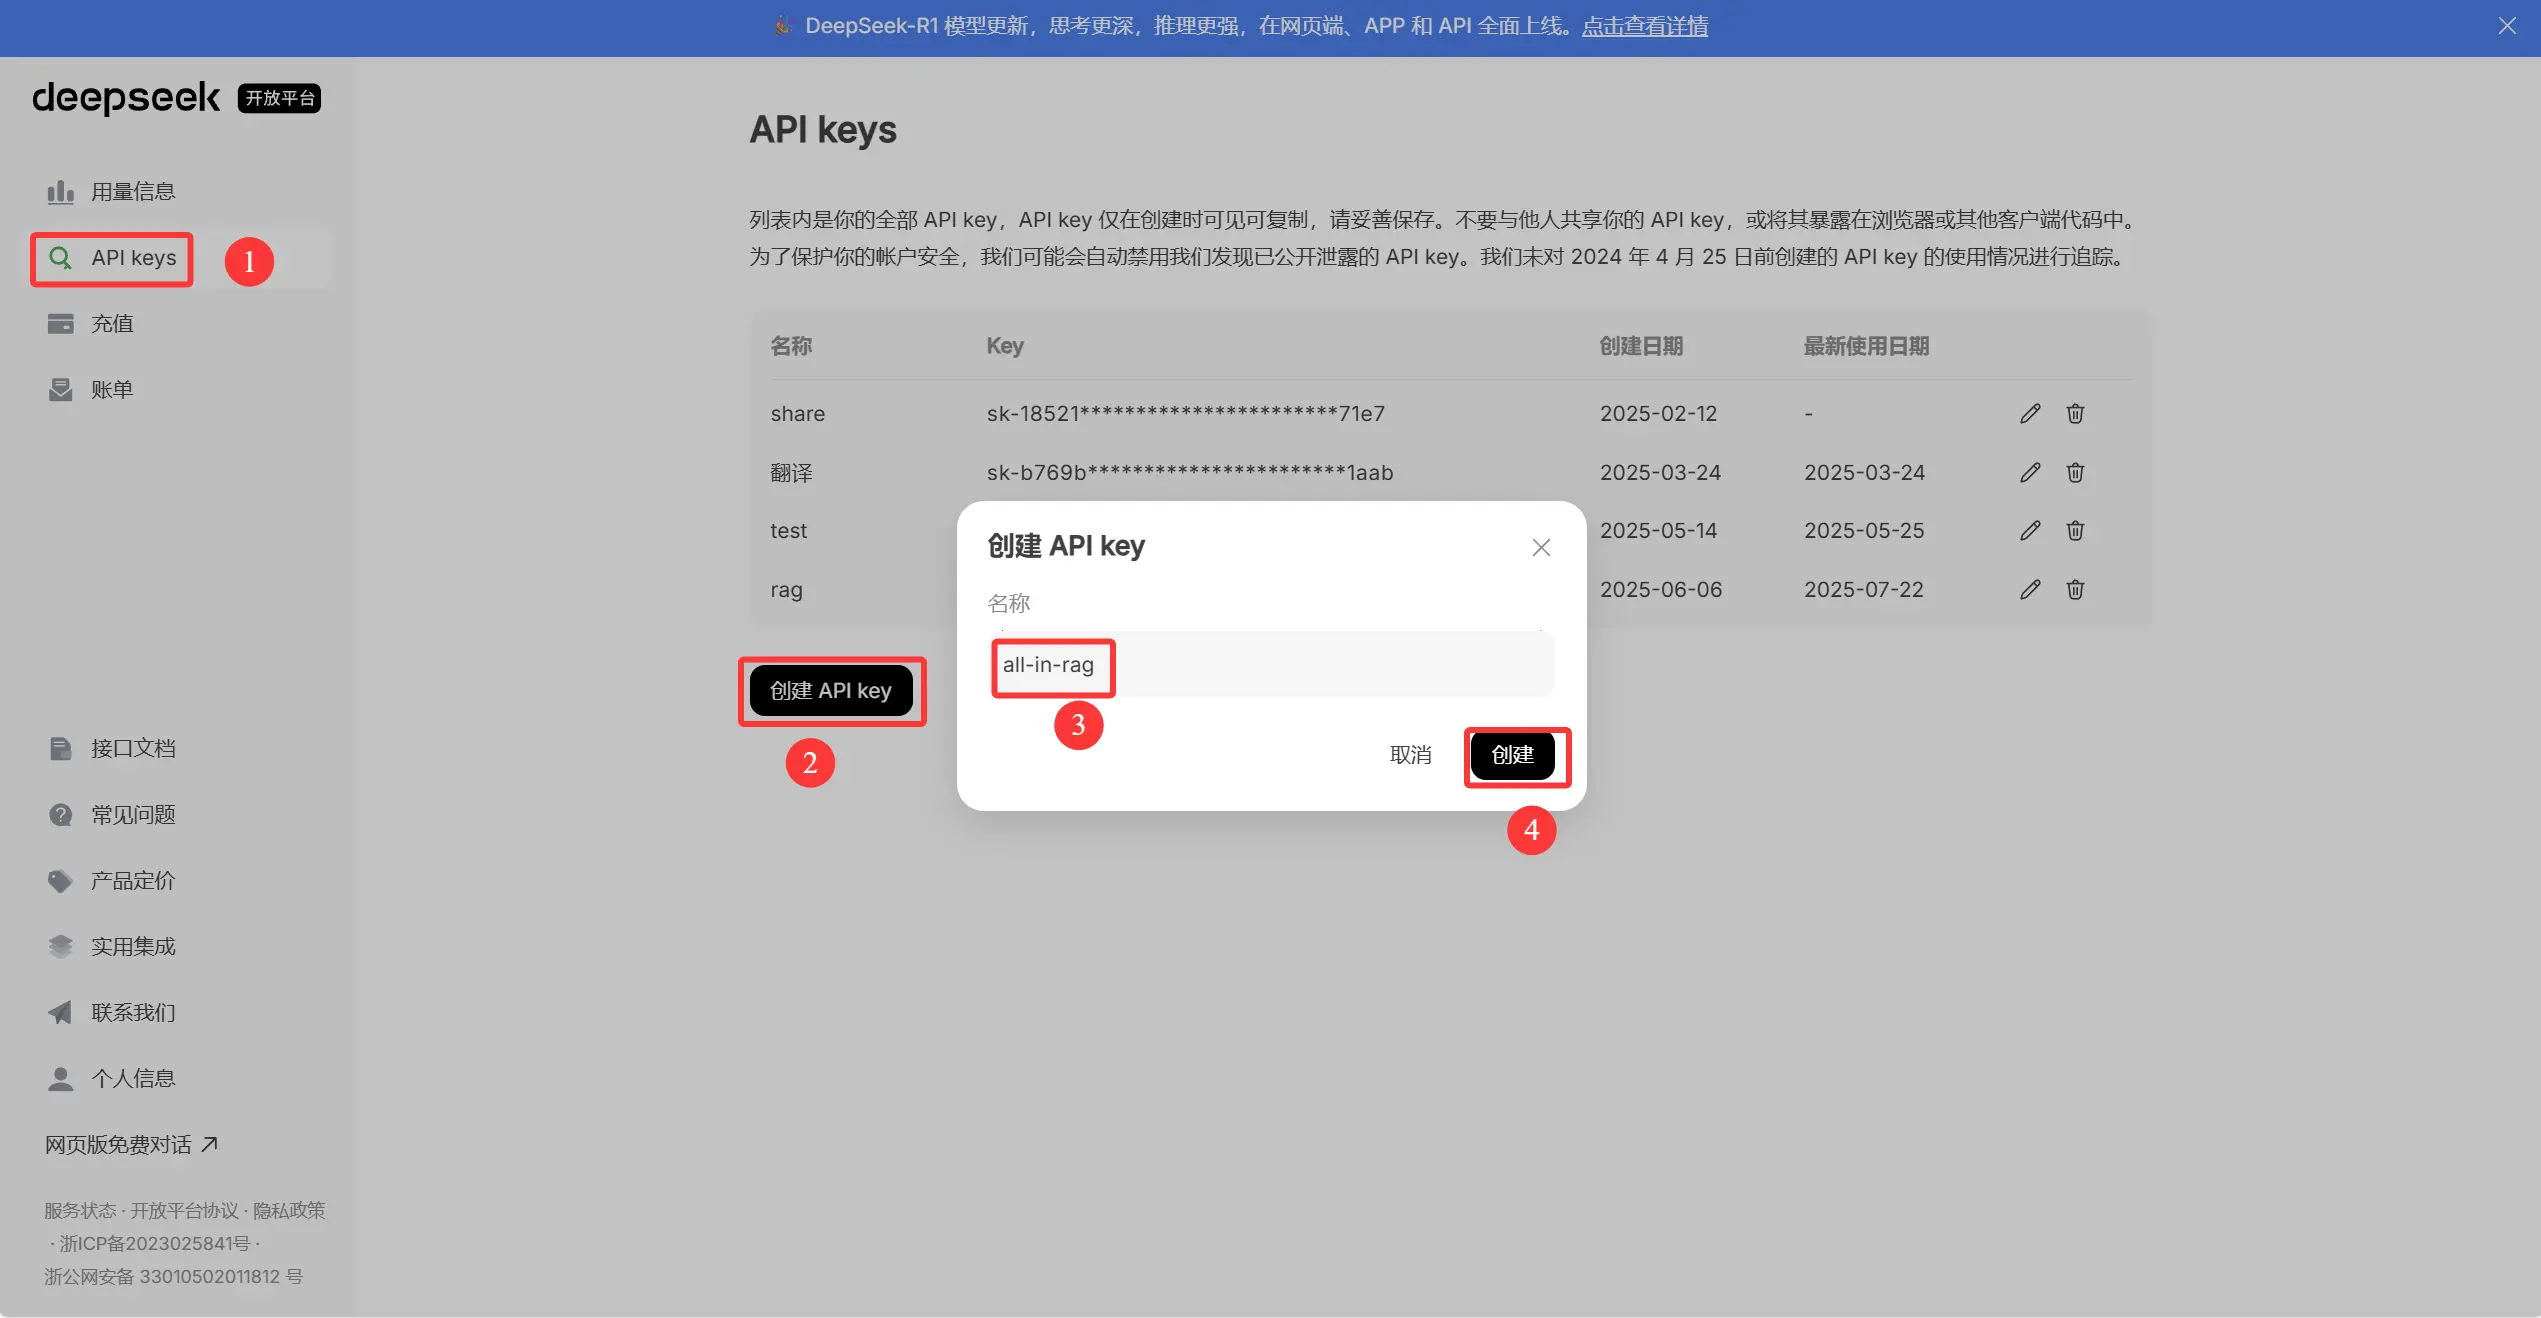 DeepSeek-R1 模型更新，思考更深，推理更强，在网页端、APP 和 API 全面上线。点击查看详情
deepseek 开放平台
用量信息
API keys 1
充值
账单
接口文档
常见问题
产品定价
实用集成
联系我们
个人信息
网页版免费对话
服务状态 · 开放平台协议 · 隐私政策
· 浙ICP备2023025841号 ·
浙公网安备 33010502011812 号
API keys
列表内是你的全部 API key，API key 仅在创建时可见可复制，请妥善保存。不要与他人共享你的 API key，或将其暴露在浏览器或其他客户端代码中。
为了保护你的帐户安全，我们可能会自动禁用我们发现已公开泄露的 API key。我们未对 2024 年 4 月 25 日前创建的 API key 的使用情况进行追踪。
名称 Key 创建日期 最新使用日期
share sk-18521***********************71e7 2025-02-12 -
翻译 sk-b769b***********************1aab 2025-03-24 2025-03-24
test 2025-05-14 2025-05-25
rag 2025-06-06 2025-07-22
创建 API key
2
创建 API key
名称
all-in-rag
3
取消 创建
4